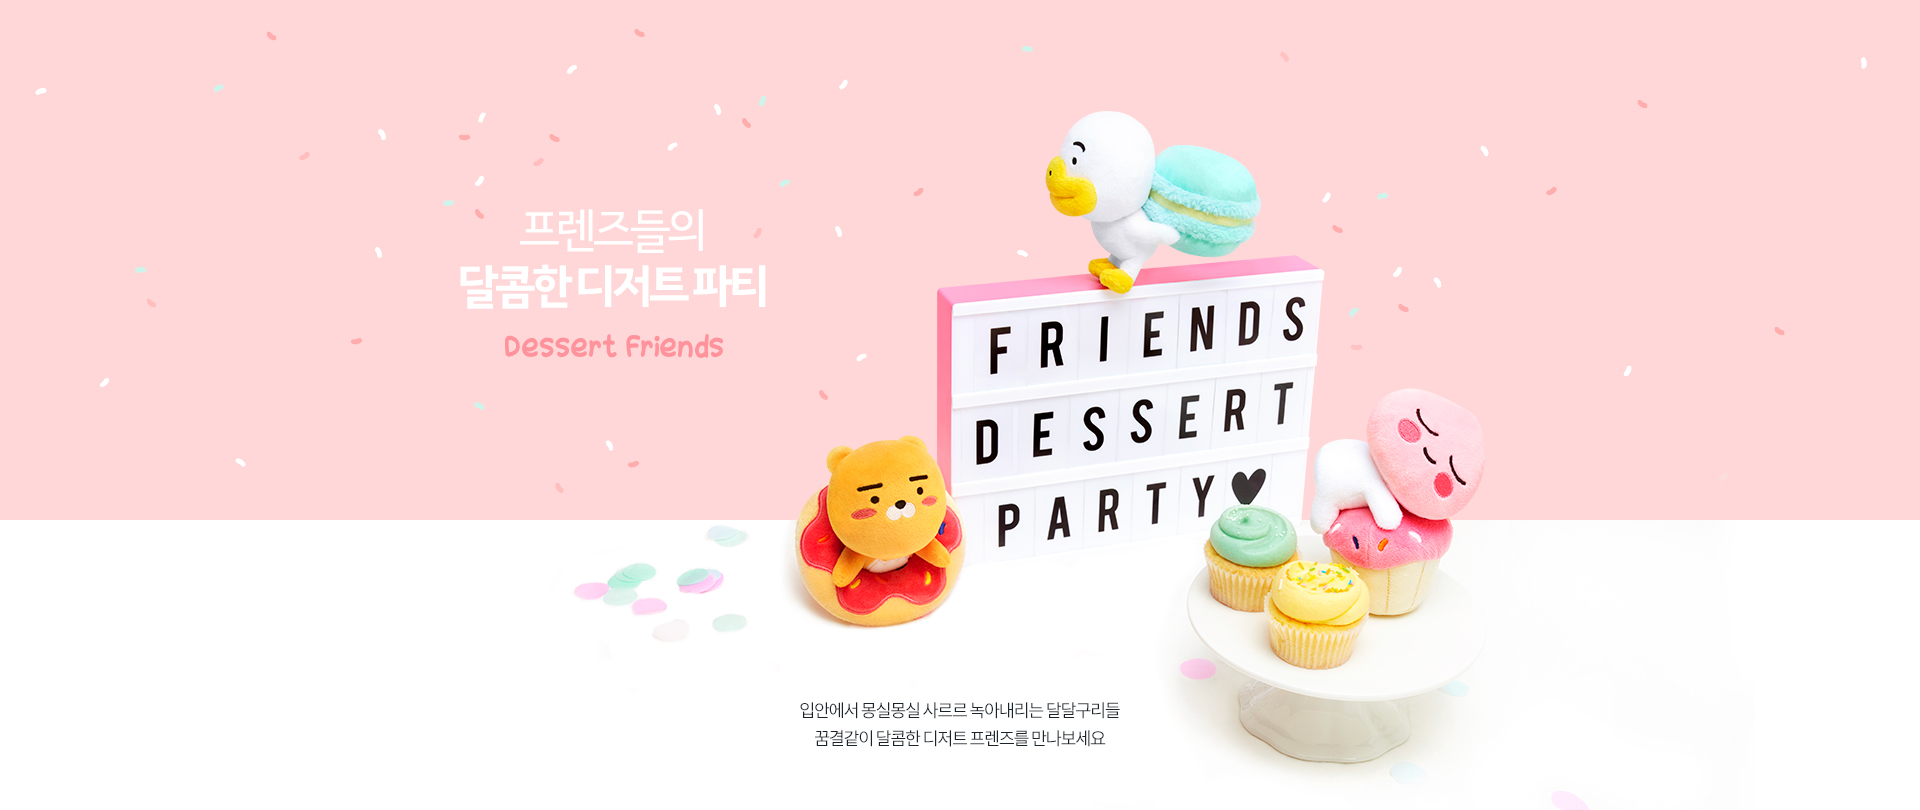 프렌즈들의
달콤한 디저트 파티
Dessert Friends
FRIENDS
DESSERT
PARTY♥
입안에서 몽실몽실 사르르 녹아내리는 달달구리들
꿈결같이 달콤한 디저트 프렌즈를 만나보세요